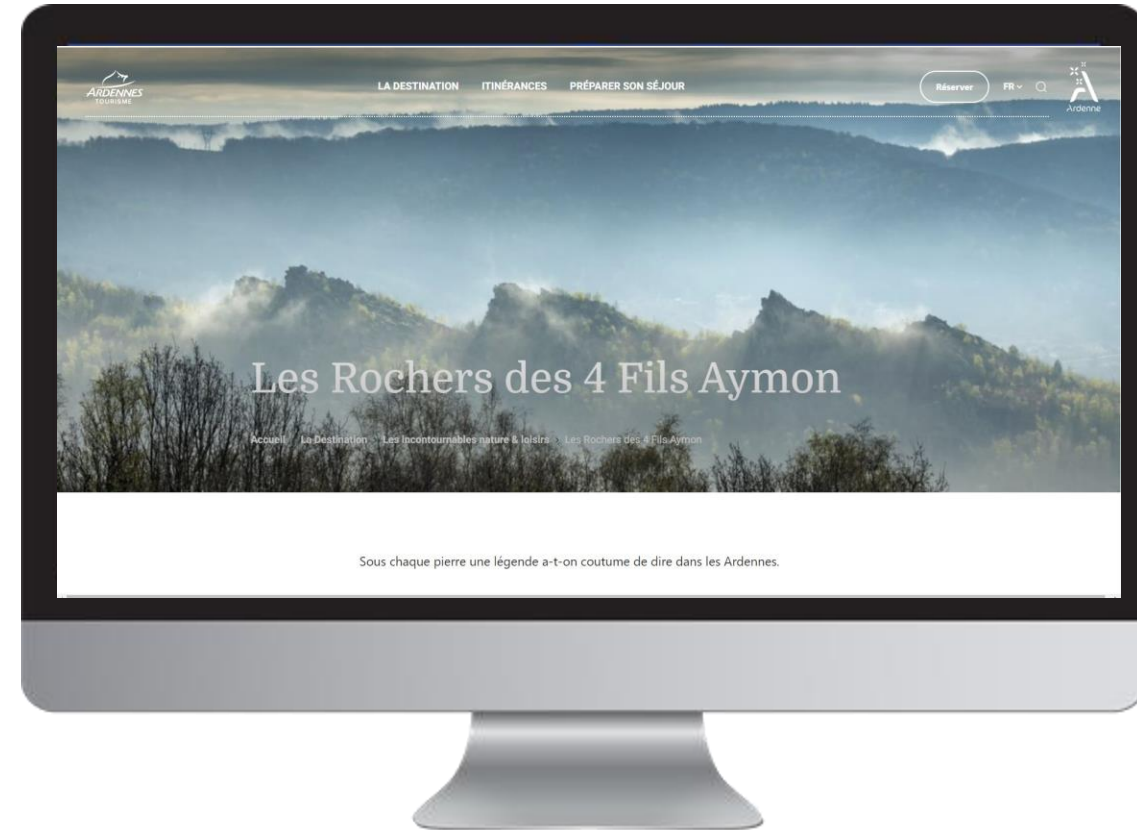 ARDENNES
TOURISME
LA DESTINATION ITINÉRANCES PRÉPARER SON SÉJOUR
Réserver FR
Ardenne
Les Rochers des 4 Fils Aymon
Accueil La Destination Les incontournables nature & loisirs Les Rochers des 4 Fils Aymon
Sous chaque pierre une légende a-t-on coutume de dire dans les Ardennes.